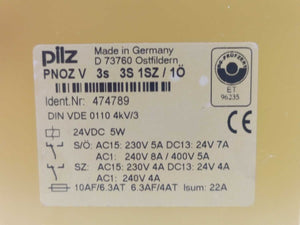 pilz
Made in Germany
D 73760 Ostfildern
PNOZ V 3s 3S 1SZ / 1Ö
Ident.Nr: 474789
DIN VDE 0110 4kV/3
24VDC 5W
S/Ö: AC15: 230V 5A DC13: 24V 7A
AC1: 240V 8A / 400V 5A
SZ: AC15: 230V 4A DC13: 24V 4A
AC1: 240V 4A
10AF/6.3AT 6.3AF/4AT Isum: 22A
ET
96235